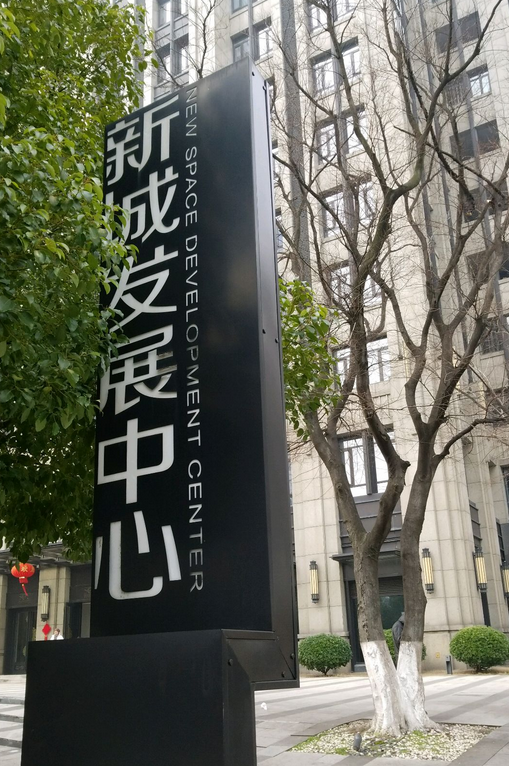 新城发展中心
NEW SPACE DEVELOPMENT CENTER